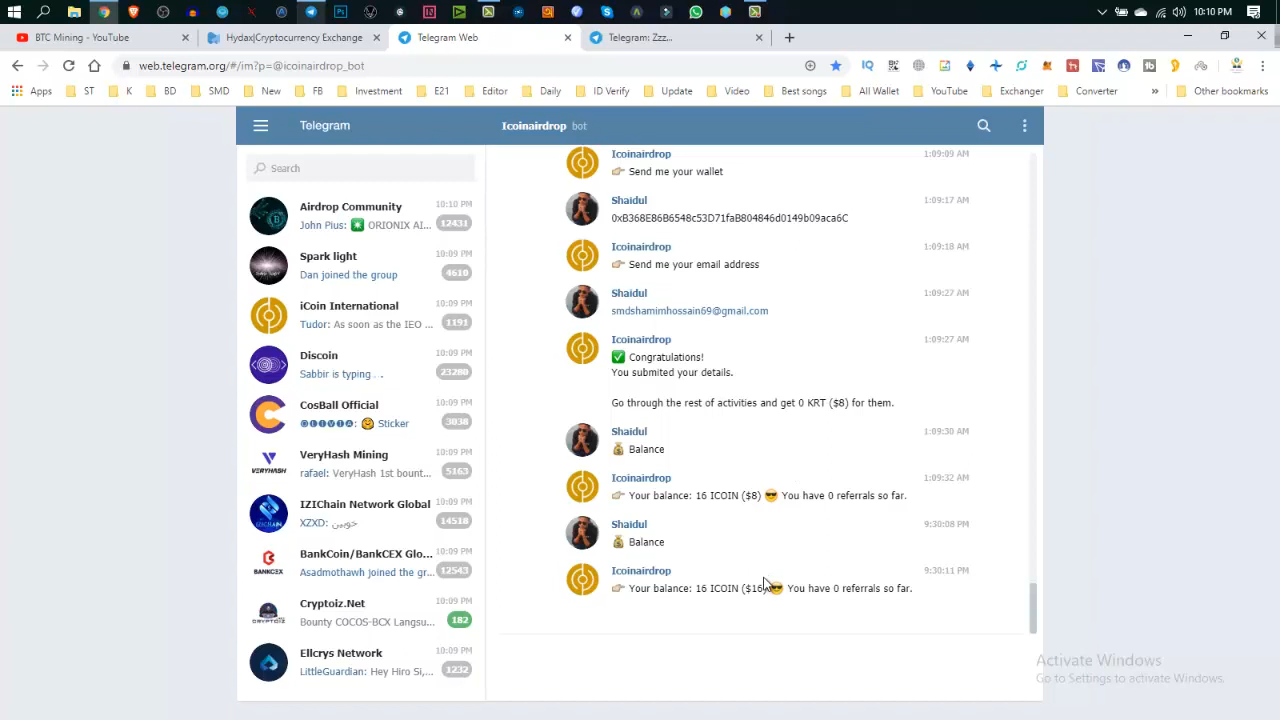 10:10 PM
BTC Mining - YouTube
Hydax|Cryptocurrency Exchange
Telegram Web
Telegram: Zzz...
web.telegram.org/#/im?p=@icoinairdrop_bot
Apps
ST
K
BD
SMD
New
FB
Investment
E21
Editor
Daily
ID Verify
Update
Video
Best songs
All Wallet
YouTube
Exchanger
Converter
»
Other bookmarks
Telegram
Icoinairdrop bot
Search
Airdrop Community 10:10 PM
John Pius: ✳️ ORIONIX AI... 12431
Spark light 10:09 PM
Dan joined the group 4610
iCoin International 10:09 PM
Tudor: As soon as the IEO ... 1191
Discoin 10:09 PM
Sabbir is typing... 23280
CosBall Official 10:09 PM
🅞🅛🅘🅥🅘🅐: Sticker 3038
VeryHash Mining 10:09 PM
VERYHASH
rafael: VeryHash 1st bount... 5163
IZIChain Network Global 10:09 PM
IZICHAIN
XZXD: خوبین 14518
BankCoin/BankCEX Glo... 10:09 PM
BANKCEX
Asadmothawh joined the gr... 12543
Cryptoiz.Net 10:09 PM
Bounty COCOS-BCX Langsu... 182
Ellcrys Network 10:09 PM
LittleGuardian: Hey Hiro Si,... 1232
Icoinairdrop 1:09:09 AM
👉 Send me your wallet
Shaidul 1:09:17 AM
0xB368E86B6548c53D71faB804846d0149b09aca6C
Icoinairdrop 1:09:18 AM
👉 Send me your email address
Shaidul 1:09:27 AM
smdshamimhossain69@gmail.com
Icoinairdrop 1:09:27 AM
✅ Congratulations!
You submited your details.
Go through the rest of activities and get 0 KRT ($8) for them.
Shaidul 1:09:30 AM
💰 Balance
Icoinairdrop 1:09:32 AM
👉 Your balance: 16 ICOIN ($8) 😎 You have 0 referrals so far.
Shaidul 9:30:08 PM
💰 Balance
Icoinairdrop 9:30:11 PM
👉 Your balance: 16 ICOIN ($16) 😎 You have 0 referrals so far.
Activate Windows
Go to Settings to activate Windows.